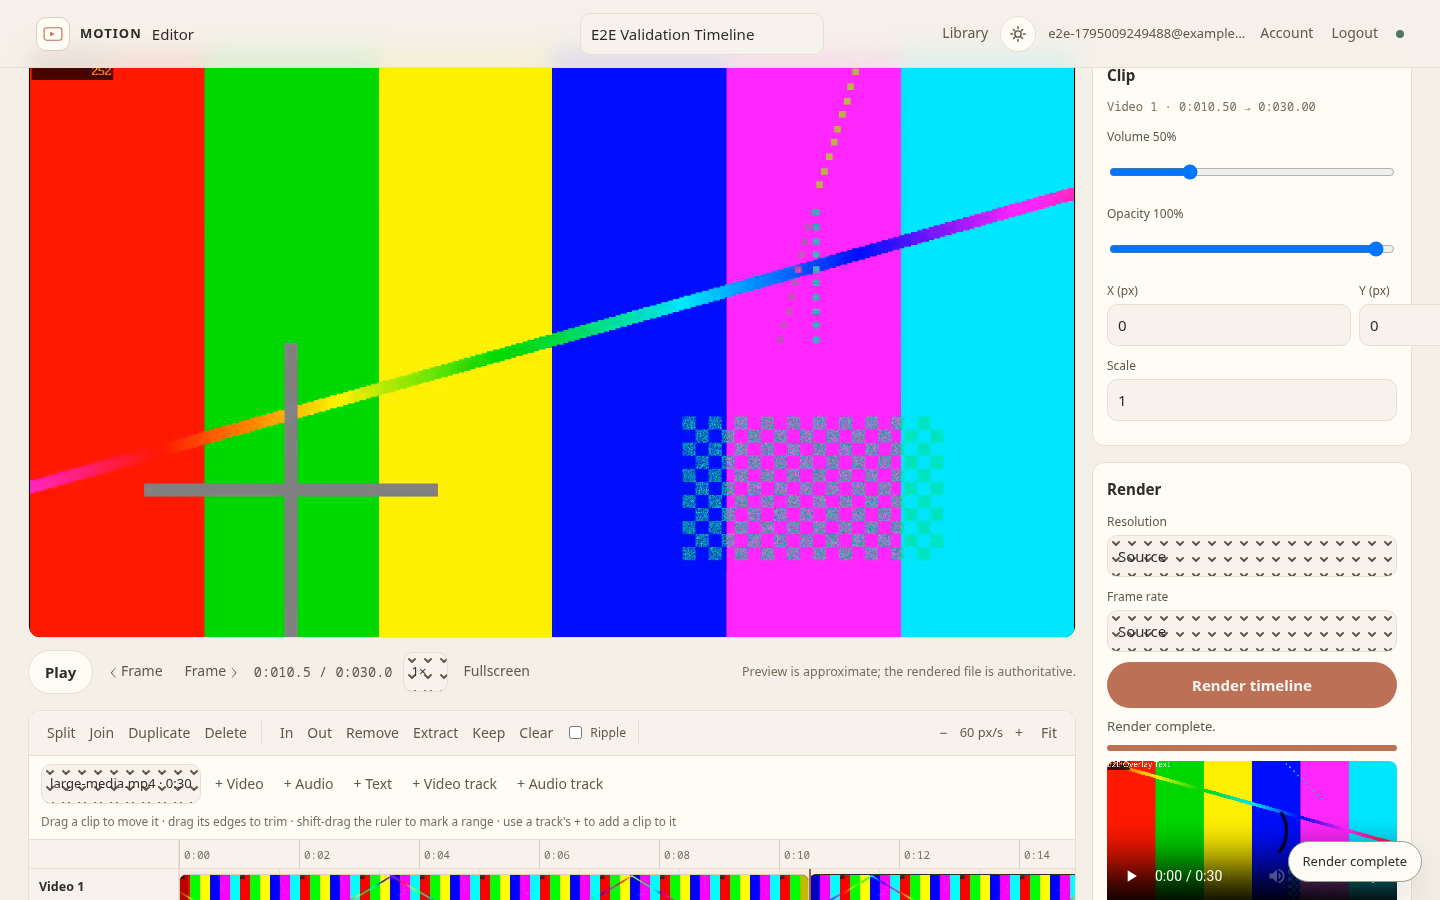 MOTION Editor
E2E Validation Timeline
Library
e2e-1795009249488@example...
Account
Logout
252
Clip
Video 1 · 0:010.50 → 0:030.00
Volume 50%
Opacity 100%
X (px)
Y (px)
0
0
Scale
1
Render
Resolution
Source
Frame rate
Source
Render timeline
Render complete.
Play
‹ Frame
Frame ›
0:010.5 / 0:030.0
1×
Fullscreen
Preview is approximate; the rendered file is authoritative.
Split Join Duplicate Delete In Out Remove Extract Keep Clear Ripple
− 60 px/s + Fit
large-media.mp4 · 0:30
+ Video + Audio + Text + Video track + Audio track
Drag a clip to move it · drag its edges to trim · shift-drag the ruler to mark a range · use a track's + to add a clip to it
0:00 0:02 0:04 0:06 0:08 0:10 0:12 0:14
Video 1
0:00 / 0:30
Render complete